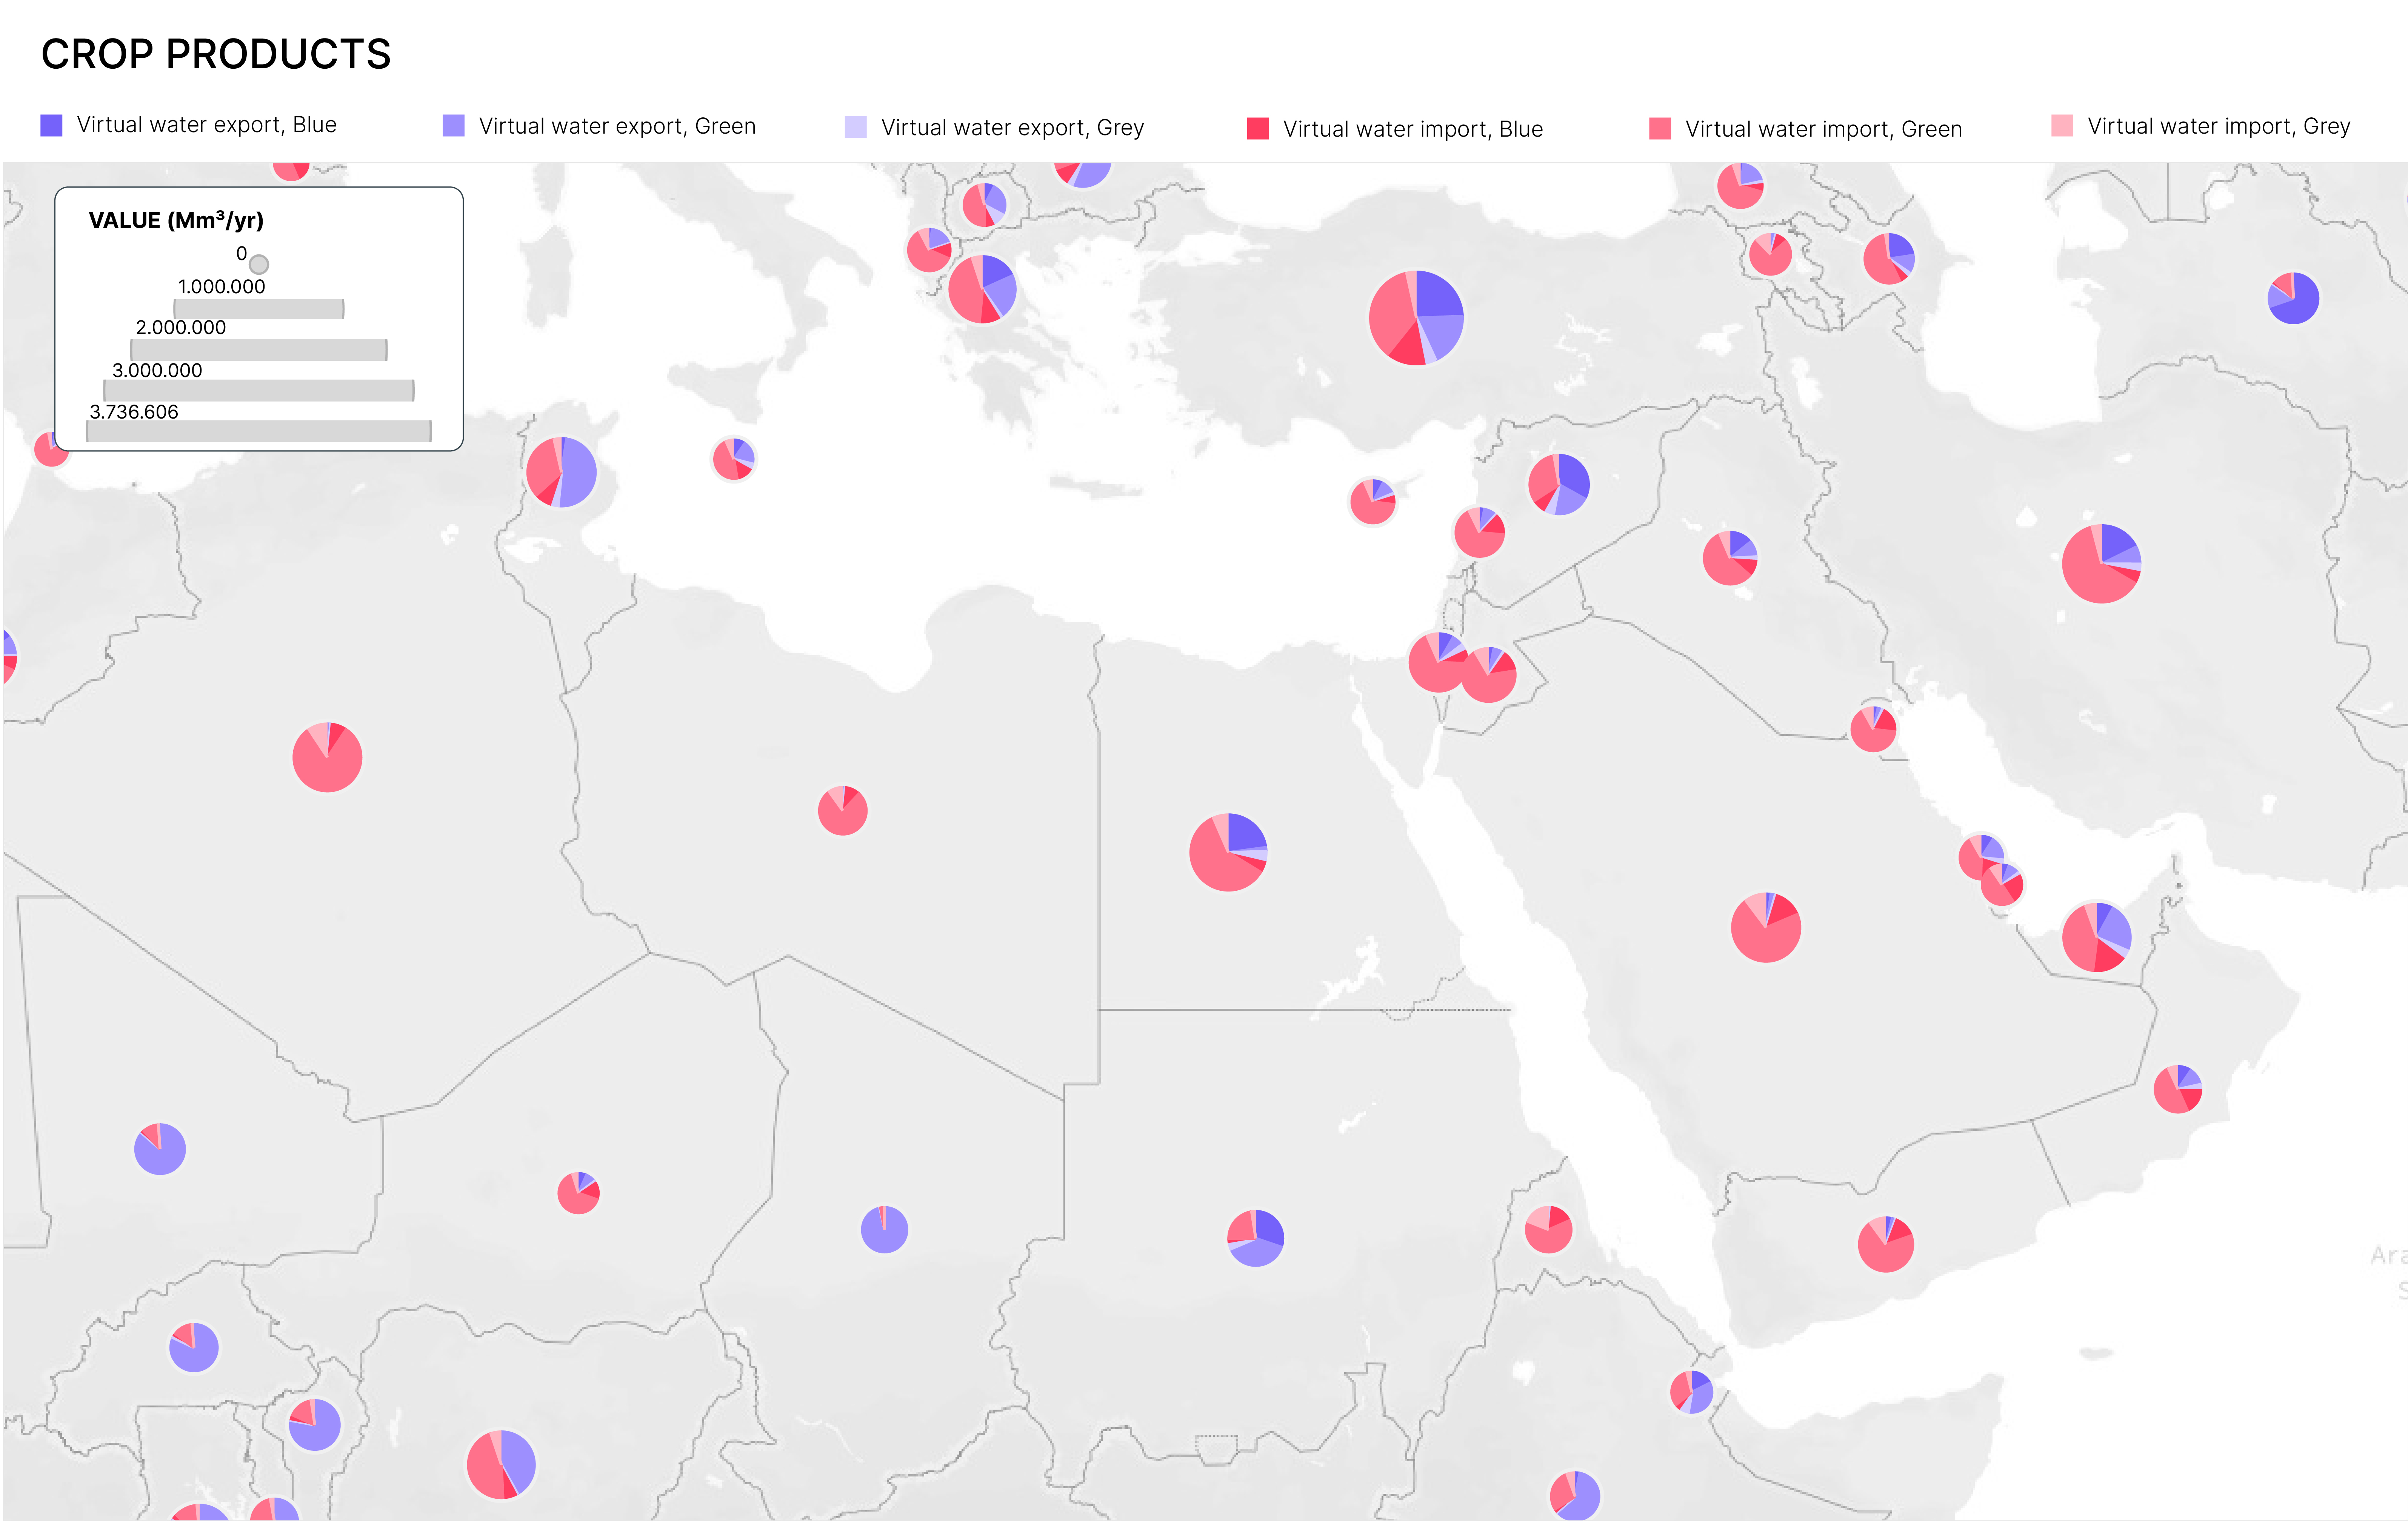 CROP PRODUCTS
Virtual water export, Blue
Virtual water export, Green
Virtual water export, Grey
Virtual water import, Blue
Virtual water import, Green
Virtual water import, Grey
VALUE (Mm³/yr)
0
1.000.000
2.000.000
3.000.000
3.736.606
Ara
S